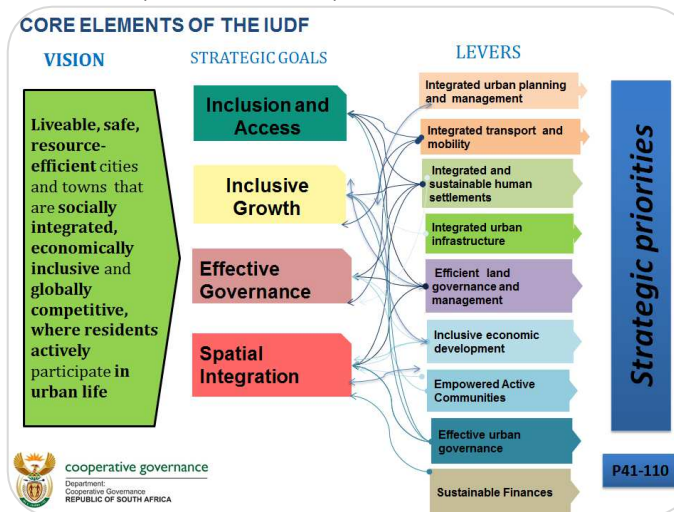 CORE ELEMENTS OF THE IUDF
VISION
STRATEGIC GOALS
LEVERS
Liveable, safe,
resource-
efficient cities
and towns that
are socially
integrated,
economically
inclusive and
globally
competitive,
where residents
actively
participate in
urban life
Inclusion and
Access
Inclusive
Growth
Effective
Governance
Spatial
Integration
Integrated urban planning
and management
Integrated transport and
mobility
Integrated and
sustainable human
settlements
Integrated urban
infrastructure
Efficient land
governance and
management
Inclusive economic
development
Empowered Active
Communities
Effective urban
governance
Sustainable Finances
Strategic priorities
P41-110
cooperative governance
Department:
Cooperative Governance
REPUBLIC OF SOUTH AFRICA